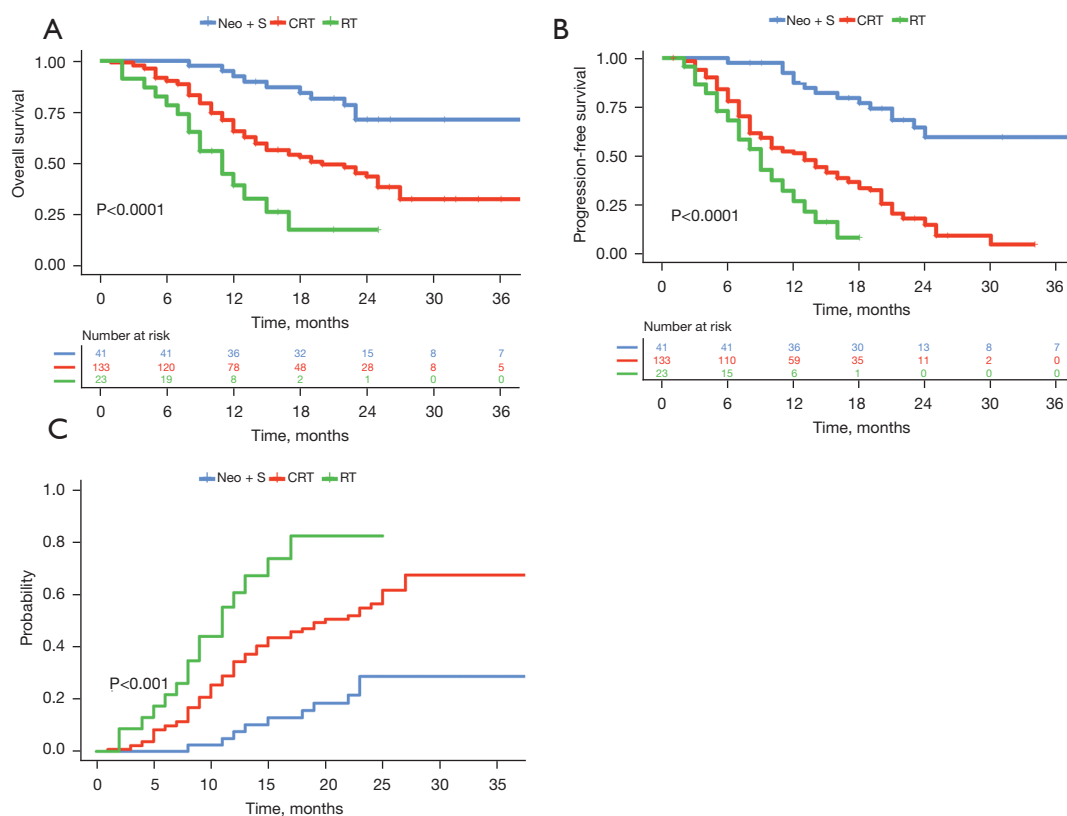 A
Neo + S CRT RT
Overall survival
1.00
0.75
0.50
0.25
0.00
P<0.0001
0 6 12 18 24 30 36
Time, months
Number at risk
41 41 36 32 15 8 7
133 120 78 48 28 8 5
23 19 8 2 1 0 0
0 6 12 18 24 30 36
Time, months
B
Neo + S CRT RT
Progression-free survival
1.00
0.75
0.50
0.25
0.00
P<0.0001
0 6 12 18 24 30 36
Time, months
Number at risk
41 41 36 30 13 8 7
133 110 59 35 11 2 0
23 15 6 1 0 0 0
0 6 12 18 24 30 36
Time, months
C
Neo + S CRT RT
Probability
1.0
0.8
0.6
0.4
0.2
0.0
P<0.001
0 5 10 15 20 25 30 35
Time, months